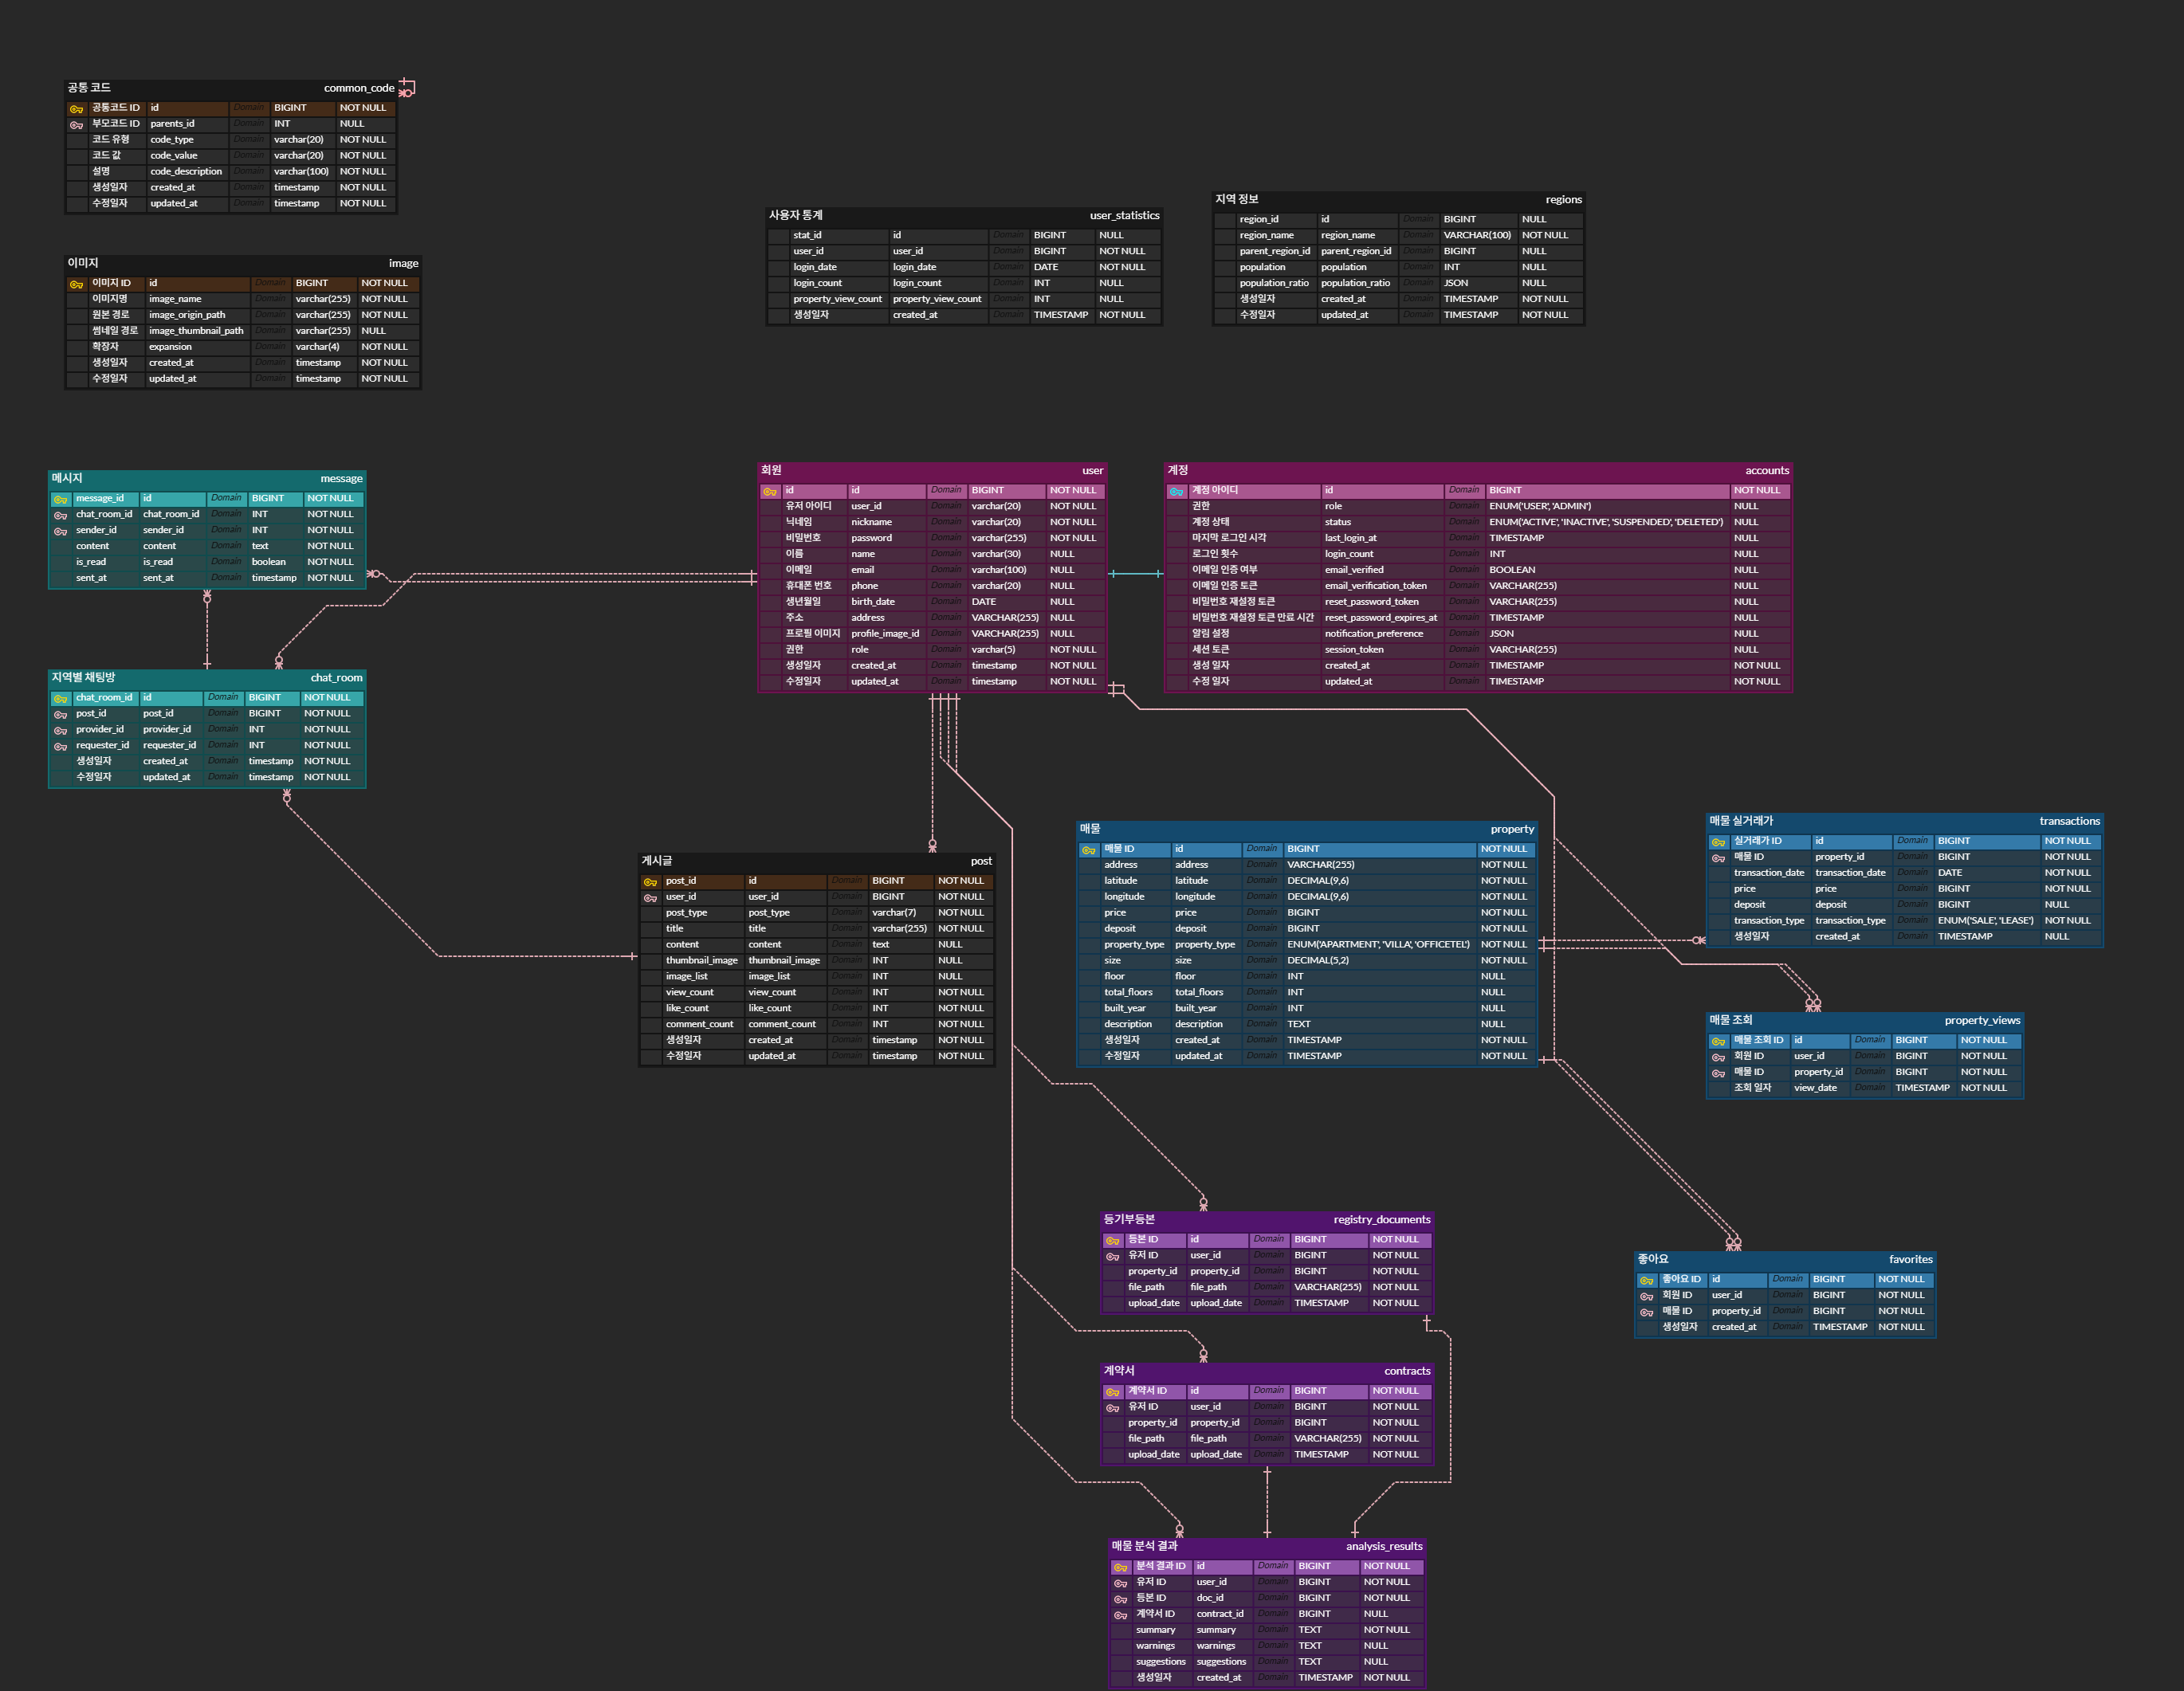 공통 코드 common_code
공통코드 ID id Domain BIGINT NOT NULL
부모코드 ID parents_id Domain INT NULL
코드 유형 code_type Domain varchar(20) NOT NULL
코드 값 code_value Domain varchar(20) NOT NULL
설명 code_description Domain varchar(100) NOT NULL
생성일자 created_at Domain timestamp NOT NULL
수정일자 updated_at Domain timestamp NOT NULL
이미지 image
이미지 ID id Domain BIGINT NOT NULL
이미지명 image_name Domain varchar(255) NOT NULL
원본 경로 image_origin_path Domain varchar(255) NOT NULL
썸네일 경로 image_thumbnail_path Domain varchar(255) NULL
확장자 expansion Domain varchar(4) NOT NULL
생성일자 created_at Domain timestamp NOT NULL
수정일자 updated_at Domain timestamp NOT NULL
사용자 통계 user_statistics
stat_id id Domain BIGINT NULL
user_id user_id Domain BIGINT NOT NULL
login_date login_date Domain DATE NOT NULL
login_count login_count Domain INT NULL
property_view_count property_view_count Domain INT NULL
생성일자 created_at Domain TIMESTAMP NOT NULL
지역 정보 regions
region_id id Domain BIGINT NULL
region_name region_name Domain VARCHAR(100) NOT NULL
parent_region_id parent_region_id Domain BIGINT NULL
population population Domain INT NULL
population_ratio population_ratio Domain JSON NULL
생성일자 created_at Domain TIMESTAMP NOT NULL
수정일자 updated_at Domain TIMESTAMP NOT NULL
메시지 message
message_id id Domain BIGINT NOT NULL
chat_room_id chat_room_id Domain INT NOT NULL
sender_id sender_id Domain INT NOT NULL
content content Domain text NOT NULL
is_read is_read Domain boolean NOT NULL
sent_at sent_at Domain timestamp NOT NULL
지역별 채팅방 chat_room
chat_room_id id Domain BIGINT NOT NULL
post_id post_id Domain BIGINT NOT NULL
provider_id provider_id Domain INT NOT NULL
requester_id requester_id Domain INT NOT NULL
생성일자 created_at Domain timestamp NOT NULL
수정일자 updated_at Domain timestamp NOT NULL
회원 user
id id Domain BIGINT NOT NULL
유저 아이디 user_id Domain varchar(20) NOT NULL
닉네임 nickname Domain varchar(20) NOT NULL
비밀번호 password Domain varchar(255) NOT NULL
이름 name Domain varchar(30) NULL
이메일 email Domain varchar(100) NULL
휴대폰 번호 phone Domain varchar(20) NULL
생년월일 birth_date Domain DATE NULL
주소 address Domain VARCHAR(255) NULL
프로필 이미지 profile_image_id Domain VARCHAR(255) NULL
권한 role Domain varchar(5) NOT NULL
생성일자 created_at Domain timestamp NOT NULL
수정일자 updated_at Domain timestamp NOT NULL
계정 accounts
계정 아이디 id Domain BIGINT NOT NULL
권한 role Domain ENUM('USER', 'ADMIN') NULL
계정 상태 status Domain ENUM('ACTIVE', 'INACTIVE', 'SUSPENDED', 'DELETED') NULL
마지막 로그인 시각 last_login_at Domain TIMESTAMP NULL
로그인 횟수 login_count Domain INT NULL
이메일 인증 여부 email_verified Domain BOOLEAN NULL
이메일 인증 토큰 email_verification_token Domain VARCHAR(255) NULL
비밀번호 재설정 토큰 reset_password_token Domain VARCHAR(255) NULL
비밀번호 재설정 토큰 만료 시간 reset_password_expires_at Domain TIMESTAMP NULL
알림 설정 notification_preference Domain JSON NULL
세션 토큰 session_token Domain VARCHAR(255) NULL
생성 일자 created_at Domain TIMESTAMP NOT NULL
수정 일자 updated_at Domain TIMESTAMP NOT NULL
게시글 post
post_id id Domain BIGINT NOT NULL
user_id user_id Domain BIGINT NOT NULL
post_type post_type Domain varchar(7) NOT NULL
title title Domain varchar(255) NOT NULL
content content Domain text NULL
thumbnail_image thumbnail_image Domain INT NULL
image_list image_list Domain INT NULL
view_count view_count Domain INT NOT NULL
like_count like_count Domain INT NOT NULL
comment_count comment_count Domain INT NOT NULL
생성일자 created_at Domain timestamp NOT NULL
수정일자 updated_at Domain timestamp NOT NULL
매물 property
매물 ID id Domain BIGINT NOT NULL
address address Domain VARCHAR(255) NOT NULL
latitude latitude Domain DECIMAL(9,6) NOT NULL
longitude longitude Domain DECIMAL(9,6) NOT NULL
price price Domain BIGINT NOT NULL
deposit deposit Domain BIGINT NOT NULL
property_type property_type Domain ENUM('APARTMENT', 'VILLA', 'OFFICETEL') NOT NULL
size size Domain DECIMAL(5,2) NOT NULL
floor floor Domain INT NULL
total_floors total_floors Domain INT NULL
built_year built_year Domain INT NULL
description description Domain TEXT NULL
생성일자 created_at Domain TIMESTAMP NOT NULL
수정일자 updated_at Domain TIMESTAMP NOT NULL
매물 실거래가 transactions
실거래가 ID id Domain BIGINT NOT NULL
매물 ID property_id Domain BIGINT NOT NULL
transaction_date transaction_date Domain DATE NOT NULL
price price Domain BIGINT NOT NULL
deposit deposit Domain BIGINT NULL
transaction_type transaction_type Domain ENUM('SALE', 'LEASE') NOT NULL
생성일자 created_at Domain TIMESTAMP NULL
매물 조회 property_views
매물 조회 ID id Domain BIGINT NOT NULL
회원 ID user_id Domain BIGINT NOT NULL
매물 ID property_id Domain BIGINT NOT NULL
조회 일자 view_date Domain TIMESTAMP NOT NULL
등기부등본 registry_documents
등본 ID id Domain BIGINT NOT NULL
유저 ID user_id Domain BIGINT NOT NULL
property_id property_id Domain BIGINT NOT NULL
file_path file_path Domain VARCHAR(255) NOT NULL
upload_date upload_date Domain TIMESTAMP NOT NULL
좋아요 favorites
좋아요 ID id Domain BIGINT NOT NULL
회원 ID user_id Domain BIGINT NOT NULL
매물 ID property_id Domain BIGINT NOT NULL
생성일자 created_at Domain TIMESTAMP NOT NULL
계약서 contracts
계약서 ID id Domain BIGINT NOT NULL
유저 ID user_id Domain BIGINT NOT NULL
property_id property_id Domain BIGINT NOT NULL
file_path file_path Domain VARCHAR(255) NOT NULL
upload_date upload_date Domain TIMESTAMP NOT NULL
매물 분석 결과 analysis_results
분석 결과 ID id Domain BIGINT NOT NULL
유저 ID user_id Domain BIGINT NOT NULL
등본 ID doc_id Domain BIGINT NOT NULL
계약서 ID contract_id Domain BIGINT NULL
summary summary Domain TEXT NOT NULL
warnings warnings Domain TEXT NULL
suggestions suggestions Domain TEXT NULL
생성일자 created_at Domain TIMESTAMP NOT NULL